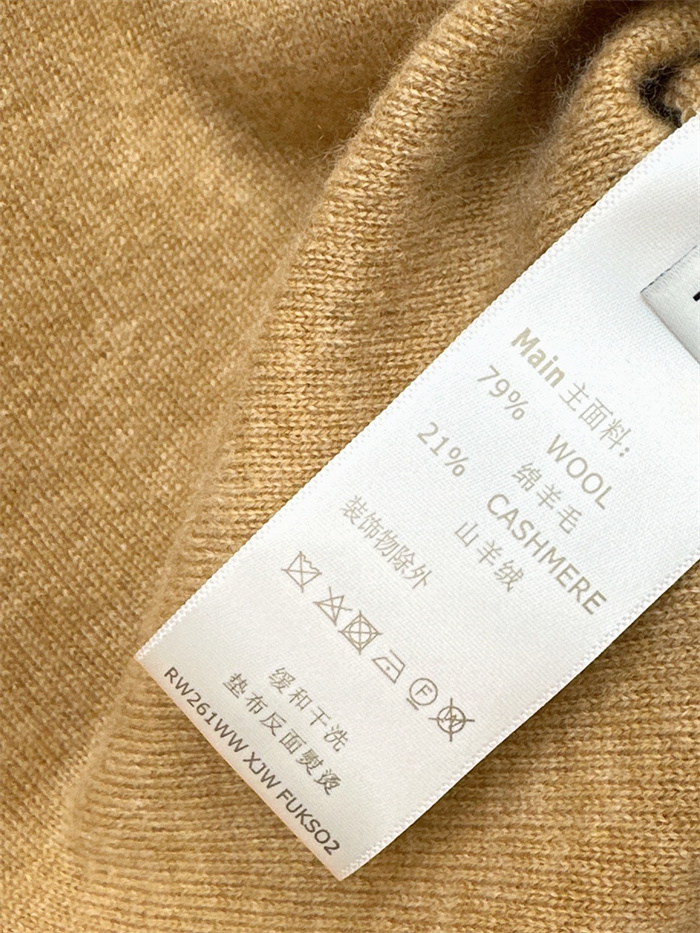 Main 主面料:
79% WOOL
绵羊毛
21% CASHMERE
山羊绒
装饰物除外
F W
缓和干洗
垫布反面熨烫
RW261WW XJW FUKSO2